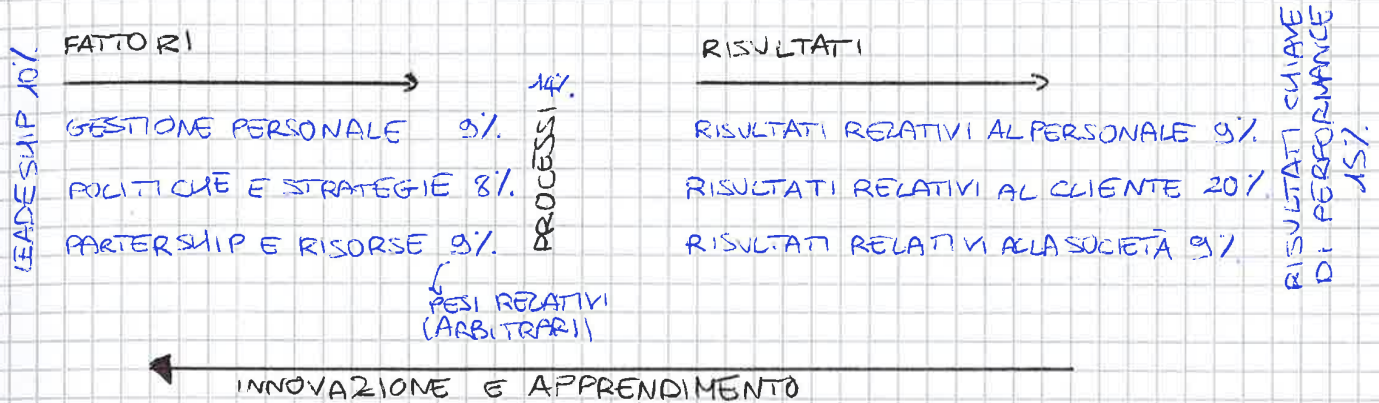 LEADESHIP 10%
FATTORI
GESTIONE PERSONALE 9%
POLITICHE E STRATEGIE 8%
PARTERSHIP E RISORSE 9%
PESI RELATIVI
(ARBITRARI)
14%
PROCESSI
RISULTATI
RISULTATI RELATIVI AL PERSONALE 9%
RISULTATI RELATIVI AL CLIENTE 20%
RISULTATI RELATIVI ALLA SOCIETÀ 9%
RISULTATI CHIAVE
DI PERFORMANCE
15%
INNOVAZIONE E APPRENDIMENTO